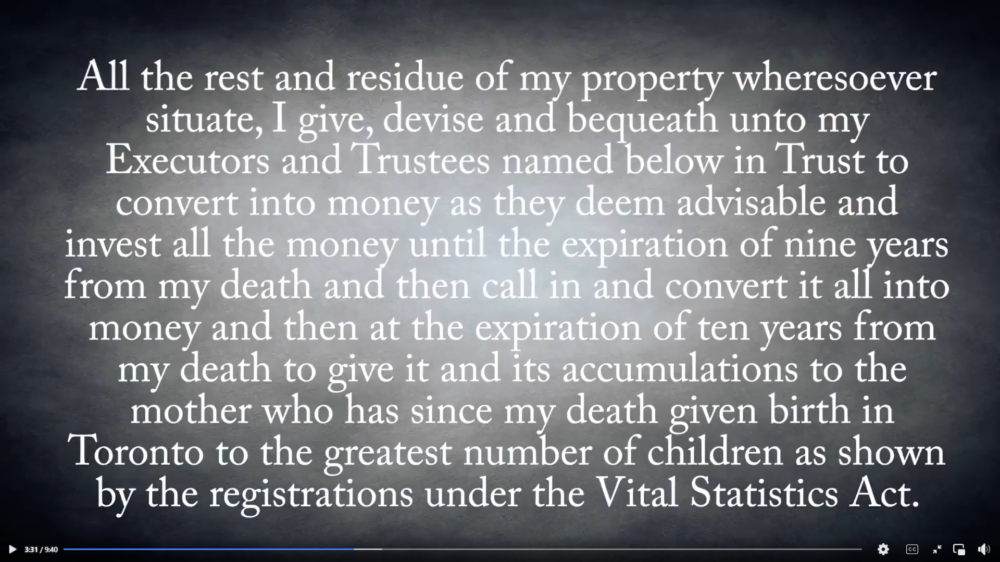 All the rest and residue of my property wheresoever
situate, I give, devise and bequeath unto my
Executors and Trustees named below in Trust to
convert into money as they deem advisable and
invest all the money until the expiration of nine years
from my death and then call in and convert it all into
money and then at the expiration of ten years from
my death to give it and its accumulations to the
mother who has since my death given birth in
Toronto to the greatest number of children as shown
by the registrations under the Vital Statistics Act.
3:31 / 9:40
CC